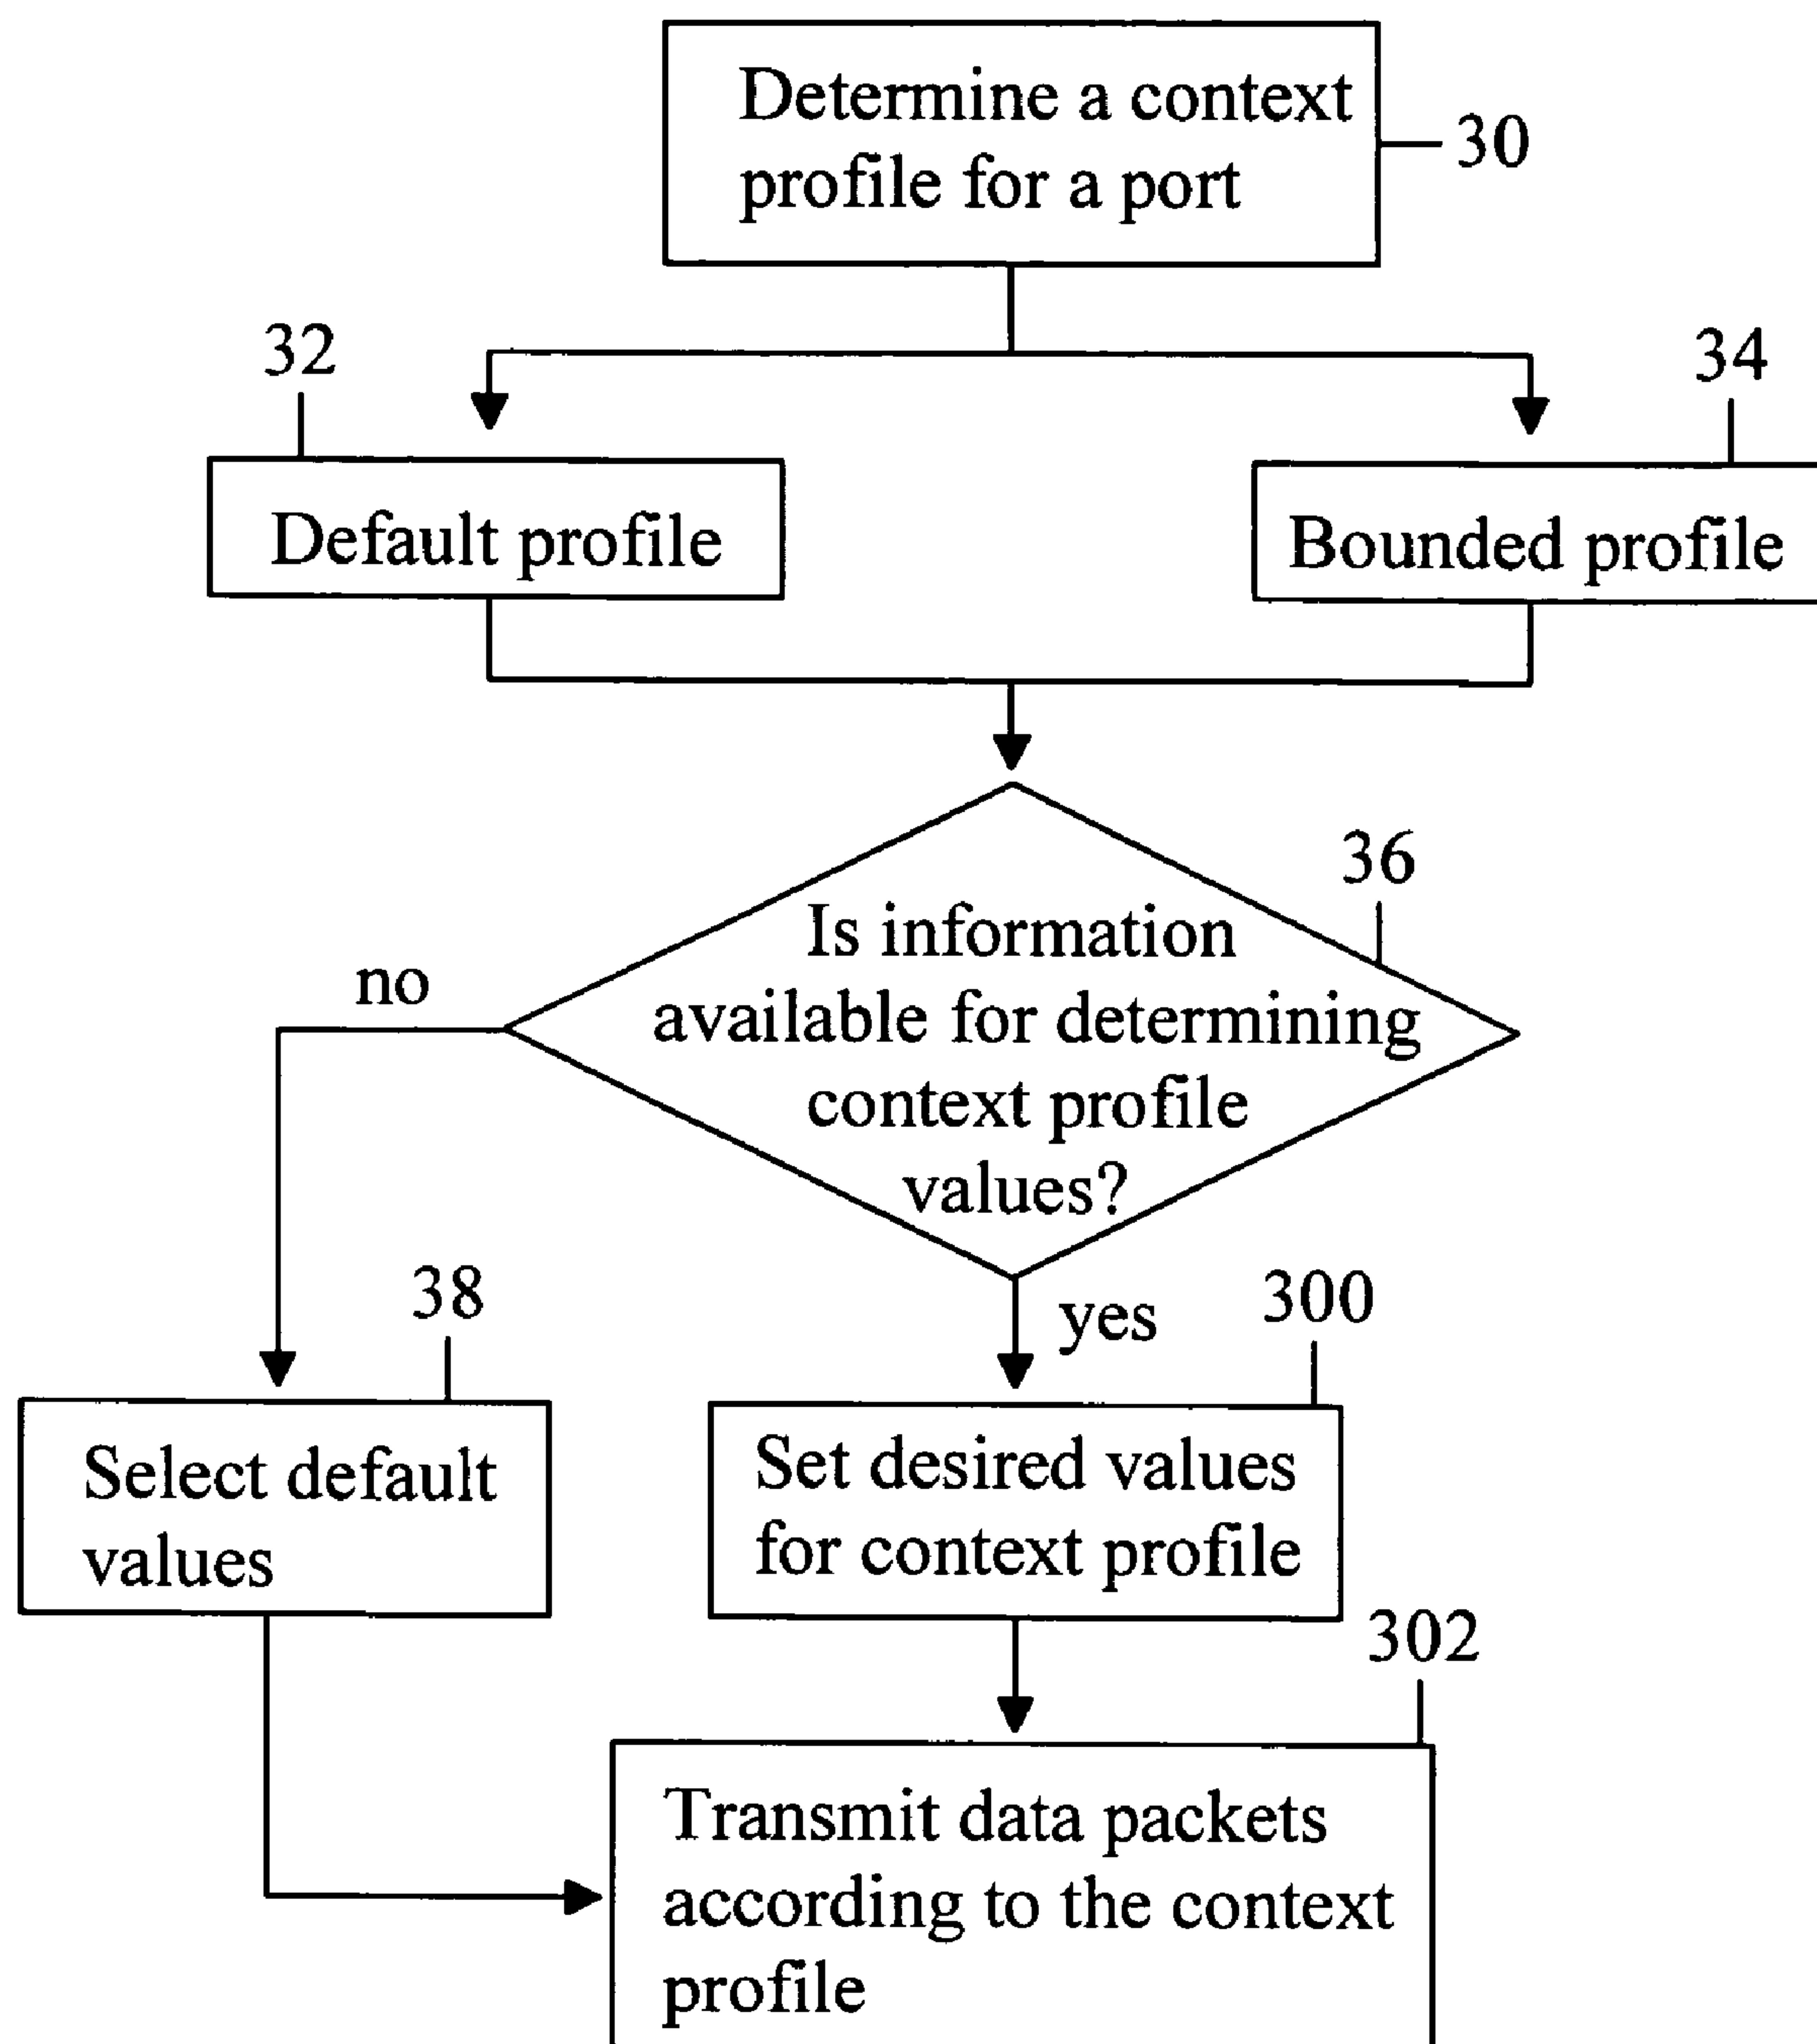 Determine a context
profile for a port
30
32
34
Default profile
Bounded profile
36
Is information
available for determining
context profile
values?
no
yes
38
300
Select default
values
Set desired values
for context profile
302
Transmit data packets
according to the context
profile